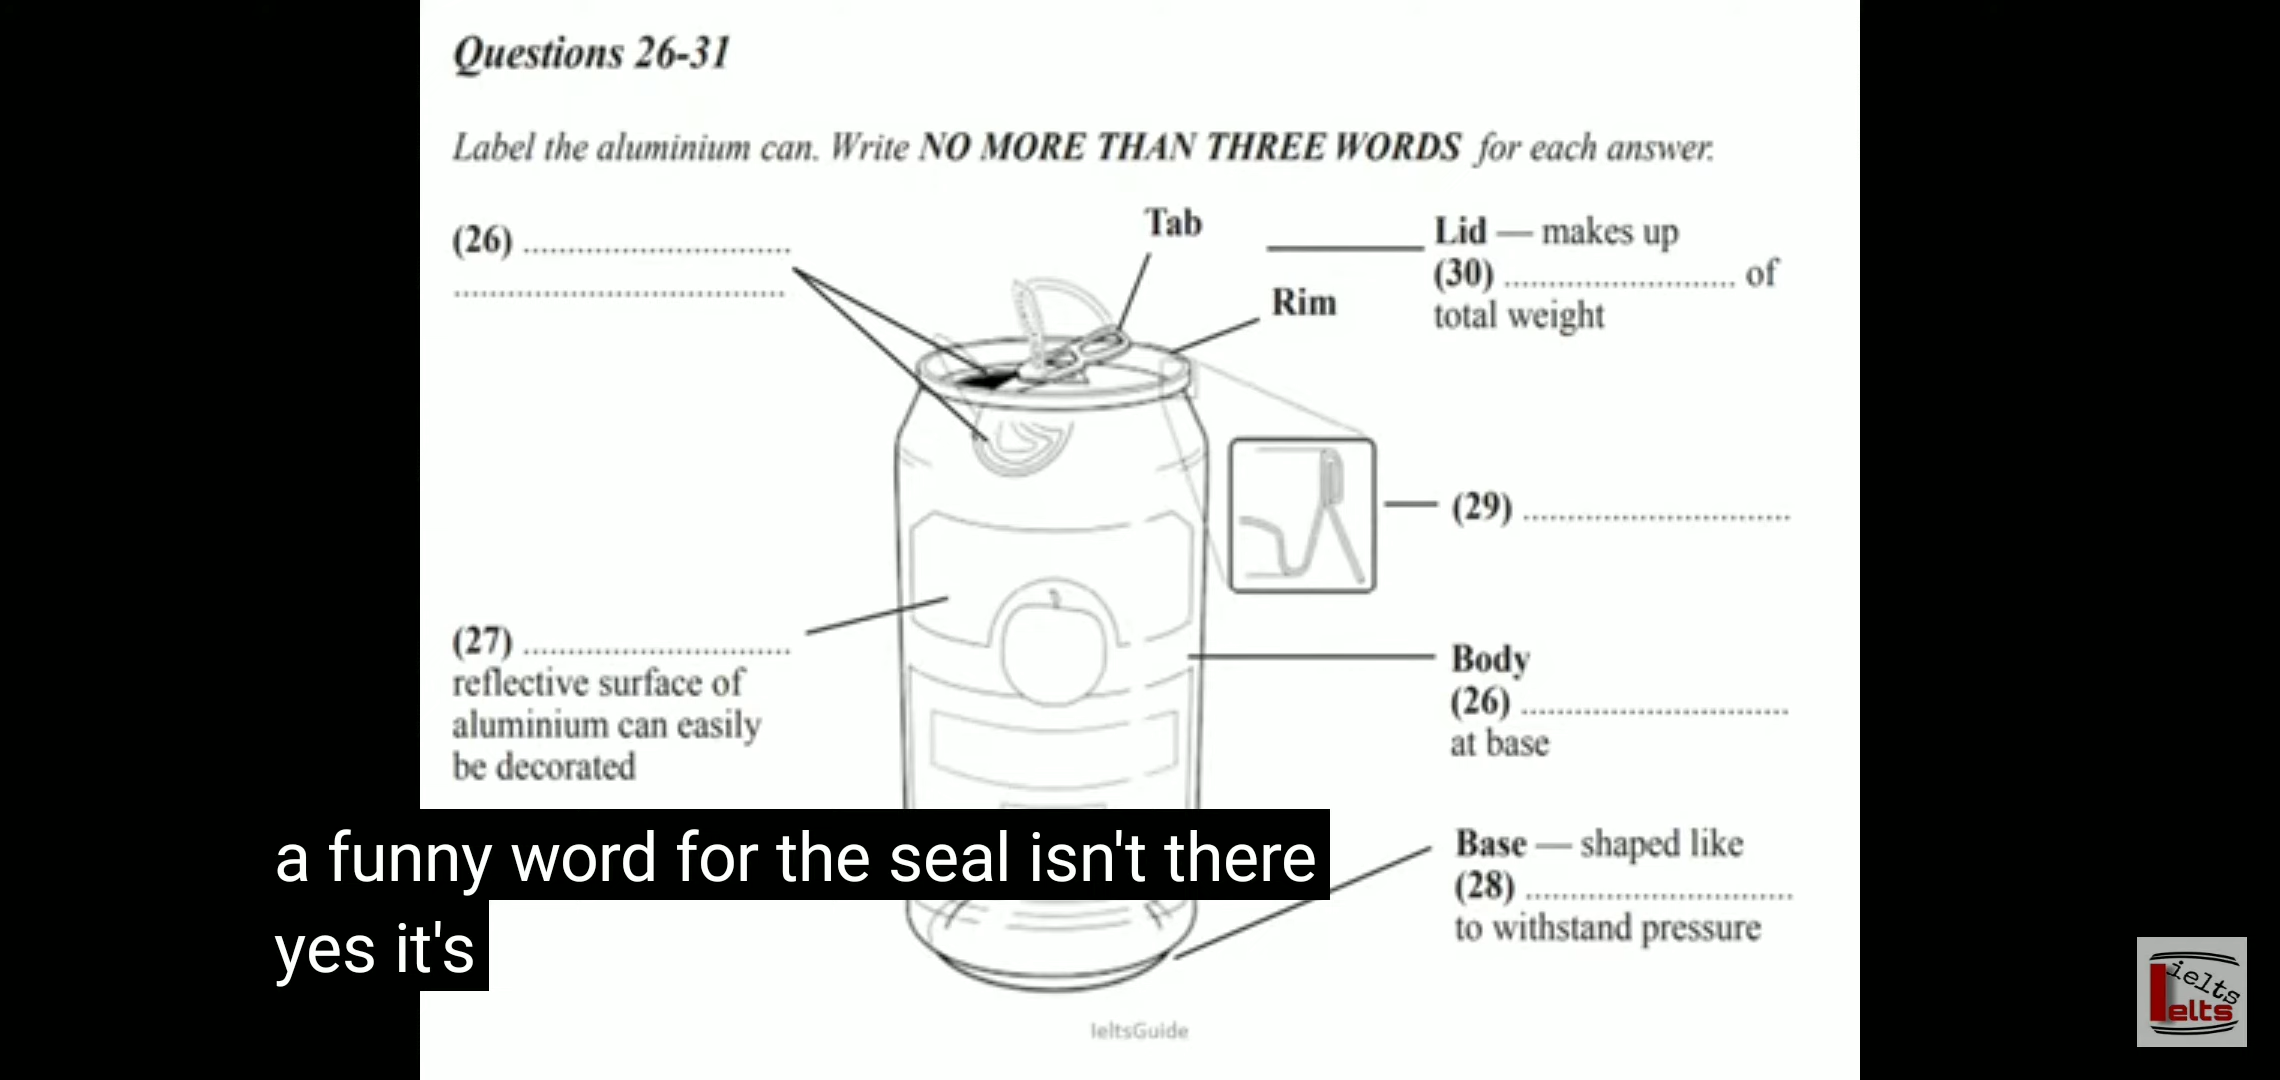 Questions 26-31
Label the aluminium can. Write NO MORE THAN THREE WORDS for each answer.
(26) ..............................
.....................................
Tab
Rim
Lid — makes up
(30) .......................... of
total weight
(29) ..............................
(27) ..............................
reflective surface of
aluminium can easily
be decorated
Body
(26) ..............................
at base
Base — shaped like
(28) ..............................
to withstand pressure
a funny word for the seal isn't there
yes it's
IeltsGuide
ielts
Ielts